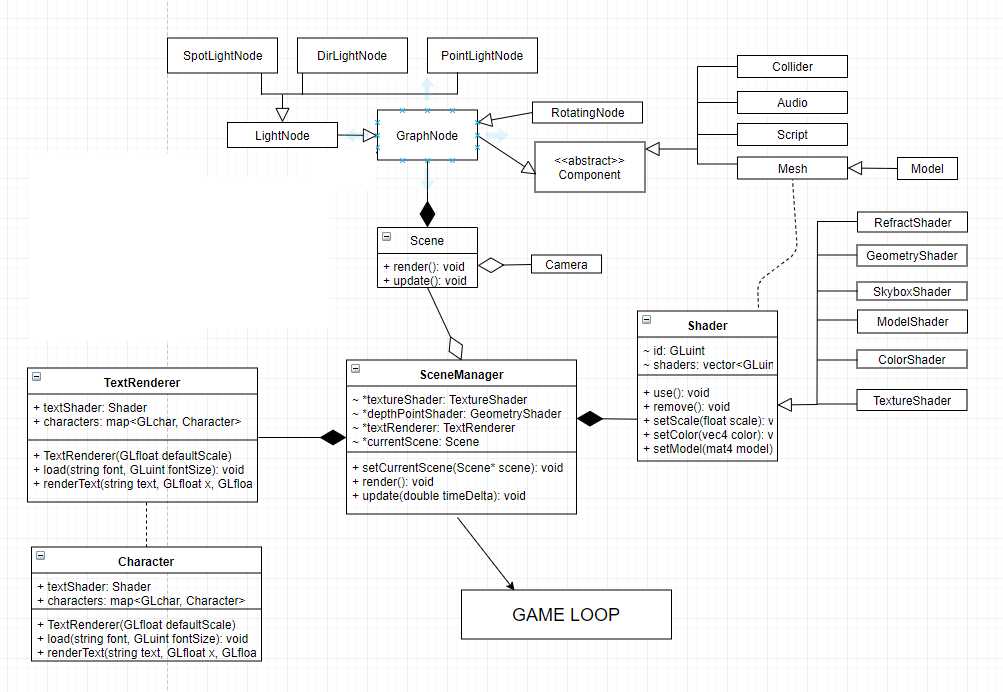 SpotLightNode
DirLightNode
PointLightNode
LightNode
GraphNode
RotatingNode
<<abstract>>
Component
Collider
Audio
Script
Mesh
Model
Scene
+ render(): void
+ update(): void
Camera
RefractShader
GeometryShader
SkyboxShader
ModelShader
ColorShader
TextureShader
Shader
~ id: GLuint
~ shaders: vector<GLuin
+ use(): void
+ remove(): void
+ setScale(float scale): v
+ setColor(vec4 color): v
+ setModel(mat4 model)
SceneManager
~ *textureShader: TextureShader
~ *depthPointShader: GeometryShader
~ *textRenderer: TextRenderer
~ *currentScene: Scene
+ setCurrentScene(Scene* scene): void
+ render(): void
+ update(double timeDelta): void
TextRenderer
+ textShader: Shader
+ characters: map<GLchar, Character>
+ TextRenderer(GLfloat defaultScale)
+ load(string font, GLuint fontSize): void
+ renderText(string text, GLfloat x, GLfloa
Character
+ textShader: Shader
+ characters: map<GLchar, Character>
+ TextRenderer(GLfloat defaultScale)
+ load(string font, GLuint fontSize): void
+ renderText(string text, GLfloat x, GLfloa
GAME LOOP